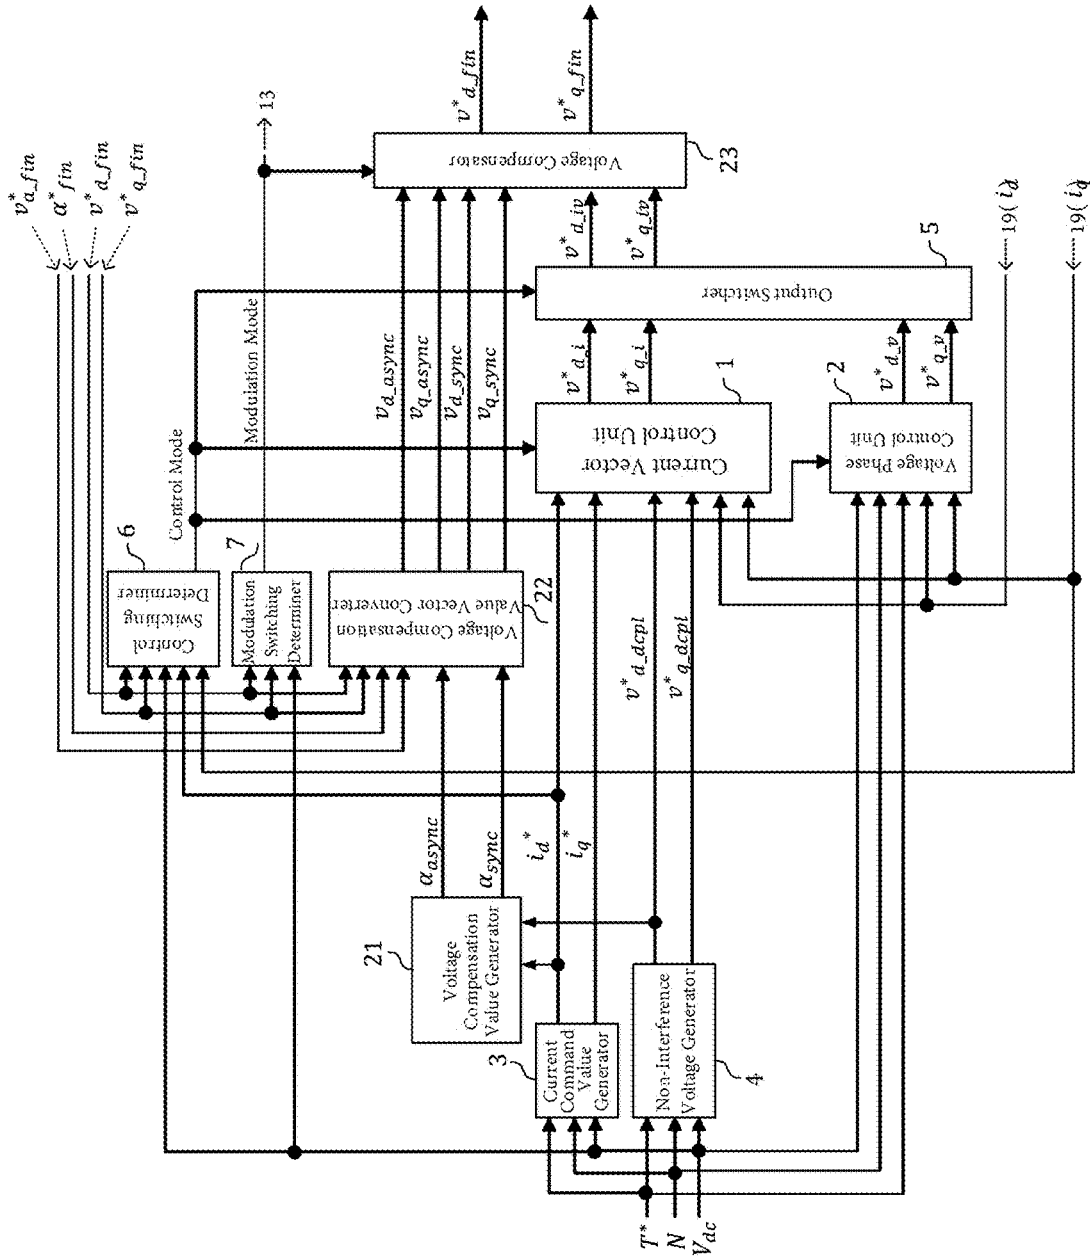 v*a_fin
α*fin
v*d_fin
v*q_fin
13
Control Mode
Modulation Mode
v*d_fin
v*q_fin
Voltage Compensator
23
v*d_iv
v*q_iv
5
Output Switcher
19( id
19( iq
vd_async
vq_async
vd_sync
vq_sync
v*d_i
v*q_i
1
Current Vector
Control Unit
2
v*d_v
v*q_v
Voltage Phase
Control Unit
6
Control
Switching
Determiner
7
Modulation
Switching
Determiner
22
Voltage Compensation
Value Vector Converter
v*d_dcpl
v*q_dcpl
αasync
αsync
id*
iq*
21
Voltage
Compensation
Value Generator
3
Current
Command
Value
Generator
4
Non-Interference
Voltage Generator
T*
N
Vdc